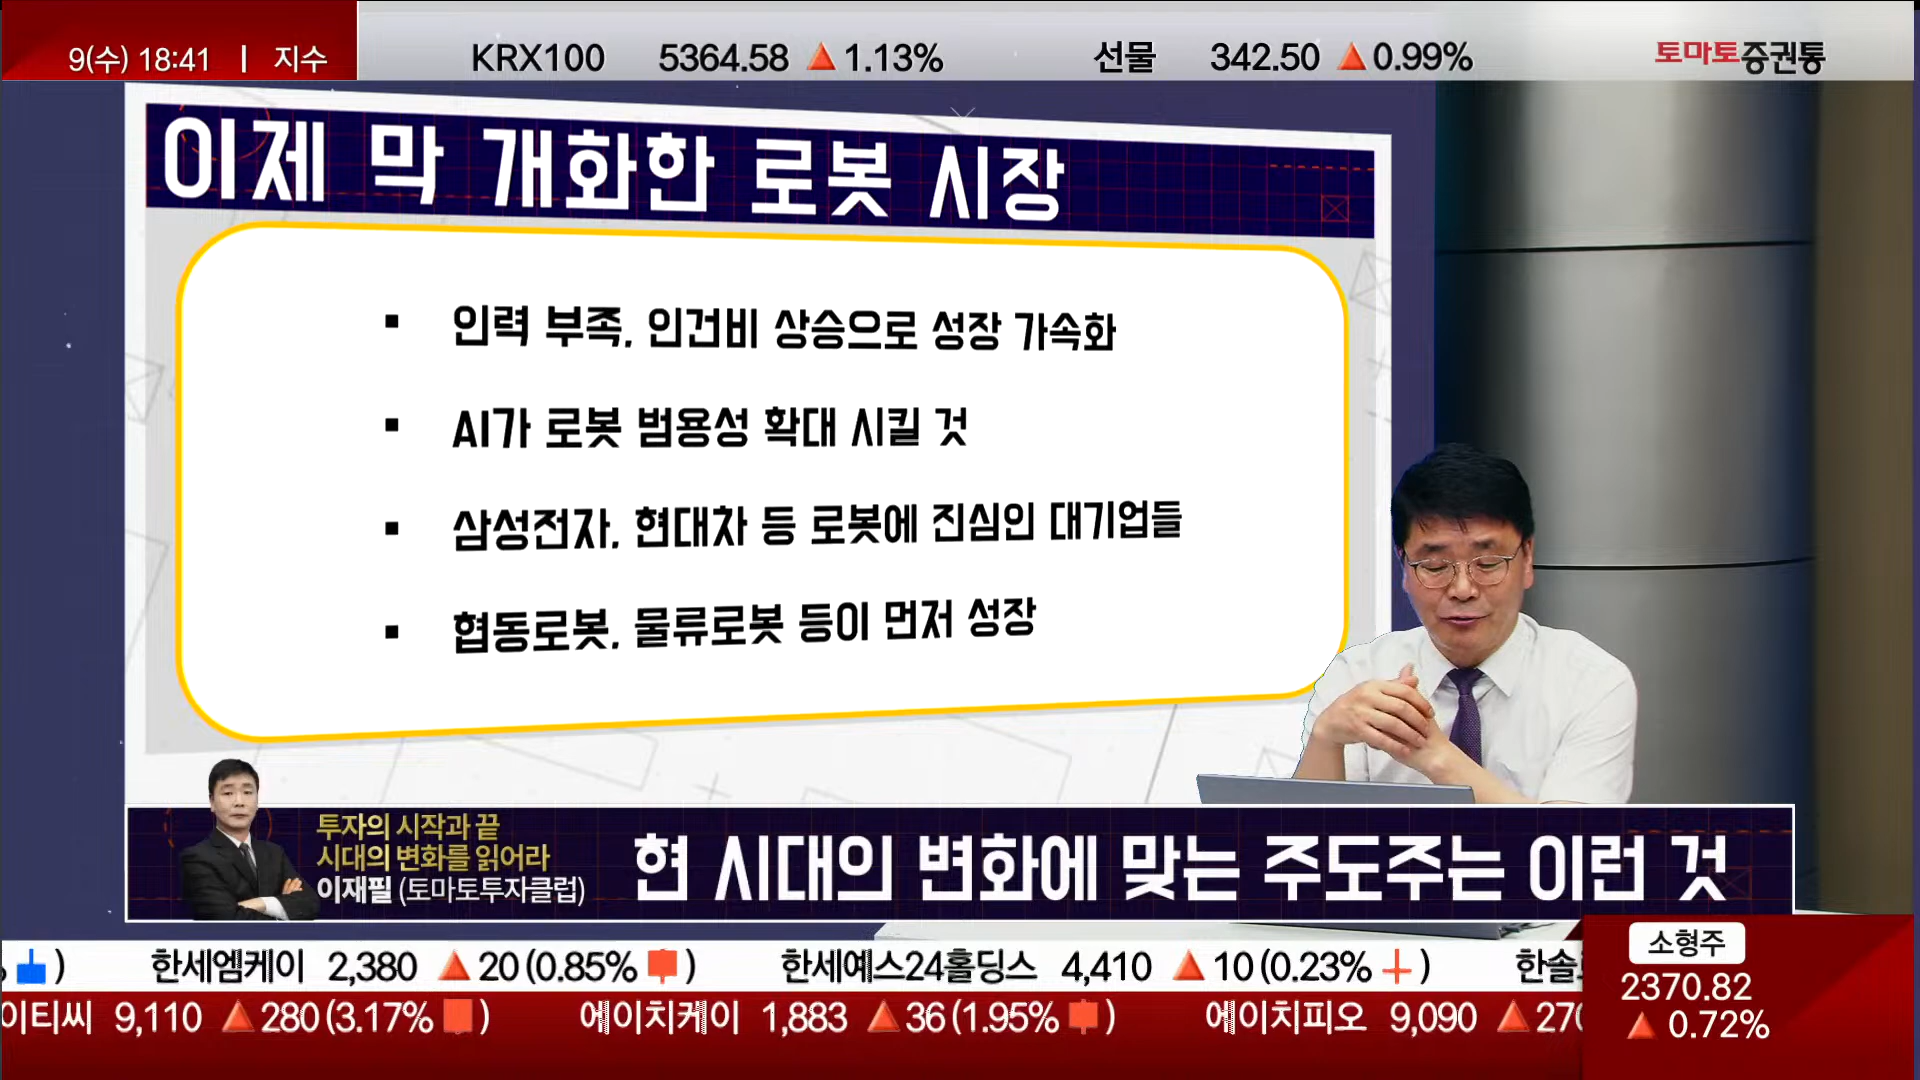 9(수) 18:41 | 지수 KRX100 5364.58 ▲1.13% 선물 342.50 ▲0.99% 토마토증권통
이제 막 개화한 로봇 시장
▪ 인력 부족, 인건비 상승으로 성장 가속화
▪ AI가 로봇 범용성 확대 시킬 것
▪ 삼성전자, 현대차 등 로봇에 진심인 대기업들
▪ 협동로봇, 물류로봇 등이 먼저 성장
투자의 시작과 끝
시대의 변화를 읽어라
이재필 (토마토투자클럽)
현 시대의 변화에 맞는 주도주는 이런 것
) 한세엠케이 2,380 ▲20(0.85% ) 한세예스24홀딩스 4,410 ▲10(0.23% ) 한솔
이티씨 9,110 ▲280(3.17% ) 에이치케이 1,883 ▲36(1.95% ) 에이치피오 9,090 ▲270
소형주
2370.82
▲ 0.72%